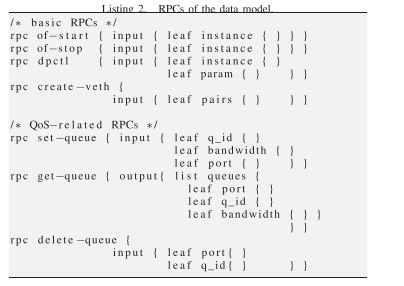 Listing 2. RPCs of the data model.
/* basic RPCs */
rpc of-start { input { leaf instance { } } }
rpc of-stop { input { leaf instance { } } }
rpc dpctl { input { leaf instance { }
leaf param { } } }
rpc create-veth {
input { leaf pairs { } } }
/* QoS-related RPCs */
rpc set-queue { input { leaf q_id { }
leaf bandwidth { }
leaf port { } } }
rpc get-queue { output{ list queues {
leaf port { }
leaf q_id { }
leaf bandwidth { } }
} }
rpc delete-queue {
input { leaf port{ }
leaf q_id{ } } }